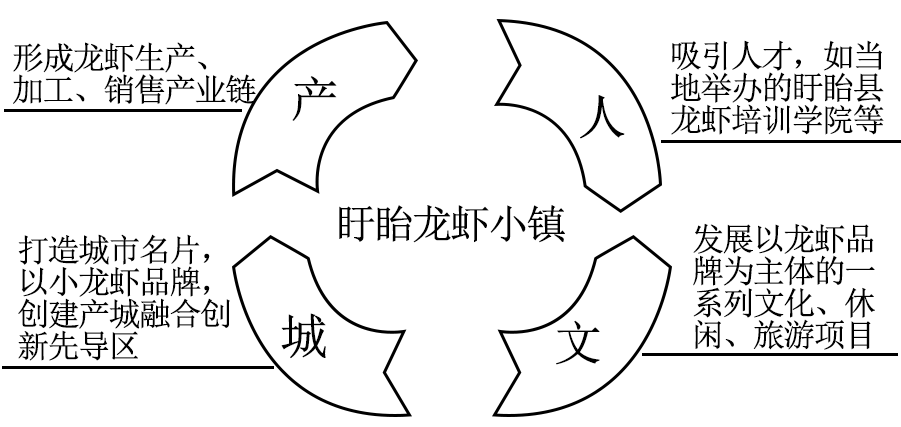 形成龙虾生产、
加工、销售产业链
产
人
吸引人才，如当
地举办的盱眙县
龙虾培训学院等
盱眙龙虾小镇
打造城市名片，
以小龙虾品牌，
创建产城融合创
新先导区
城
文
发展以龙虾品
牌为主体的一
系列文化、休
闲、旅游项目